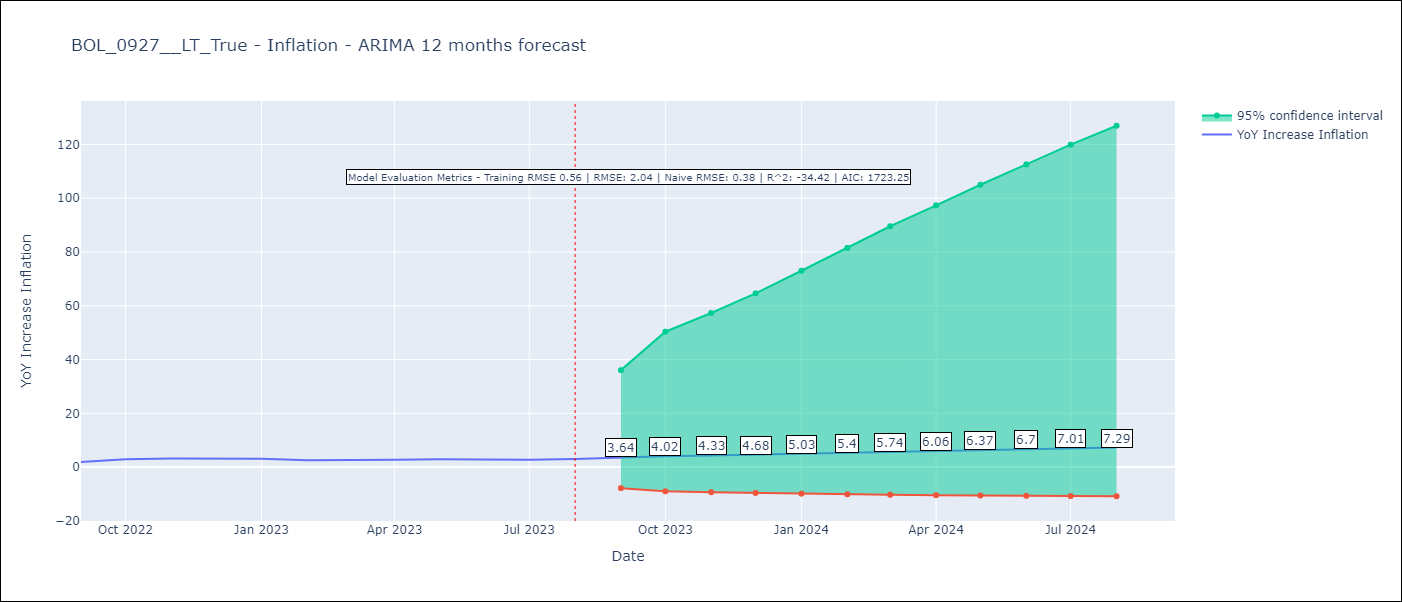 BOL_0927__LT_True - Inflation - ARIMA 12 months forecast
95% confidence interval
YoY Increase Inflation
Model Evaluation Metrics - Training RMSE 0.56 | RMSE: 2.04 | Naive RMSE: 0.38 | R^2: -34.42 | AIC: 1723.25
YoY Increase Inflation
120
100
80
60
40
20
0
−20
3.64 4.02 4.33 4.68 5.03 5.4 5.74 6.06 6.37 6.7 7.01 7.29
Oct 2022 Jan 2023 Apr 2023 Jul 2023 Oct 2023 Jan 2024 Apr 2024 Jul 2024
Date